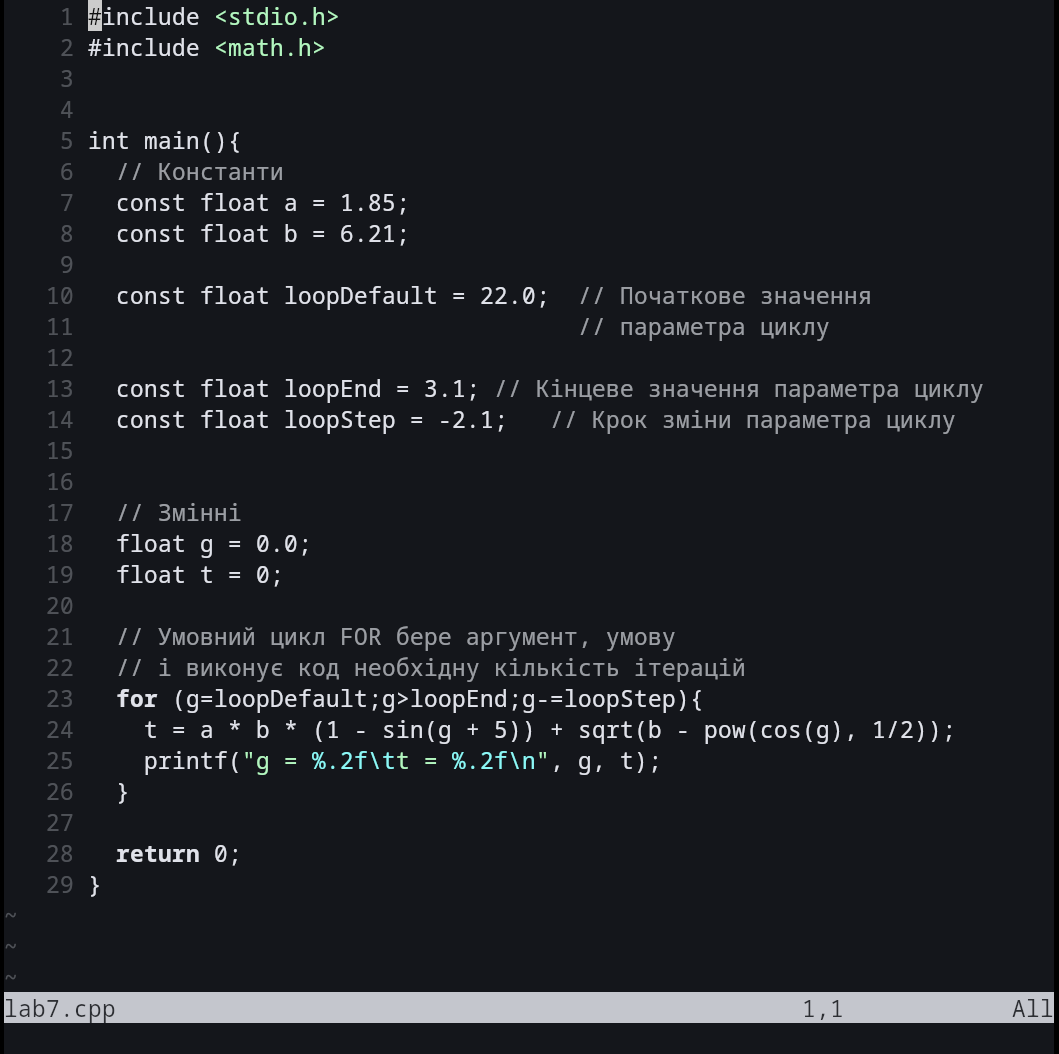 1 #include <stdio.h>
2 #include <math.h>
3
4
5 int main(){
6   // Константи
7   const float a = 1.85;
8   const float b = 6.21;
9
10   const float loopDefault = 22.0;  // Початкове значення
11                                    // параметра циклу
12
13   const float loopEnd = 3.1; // Кінцеве значення параметра циклу
14   const float loopStep = -2.1;   // Крок зміни параметра циклу
15
16
17   // Змінні
18   float g = 0.0;
19   float t = 0;
20
21   // Умовний цикл FOR бере аргумент, умову
22   // і виконує код необхідну кількість ітерацій
23   for (g=loopDefault;g>loopEnd;g-=loopStep){
24     t = a * b * (1 - sin(g + 5)) + sqrt(b - pow(cos(g), 1/2));
25     printf("g = %.2f\tt = %.2f\n", g, t);
26   }
27
28   return 0;
29 }
~
~
~
lab7.cpp 1,1 All